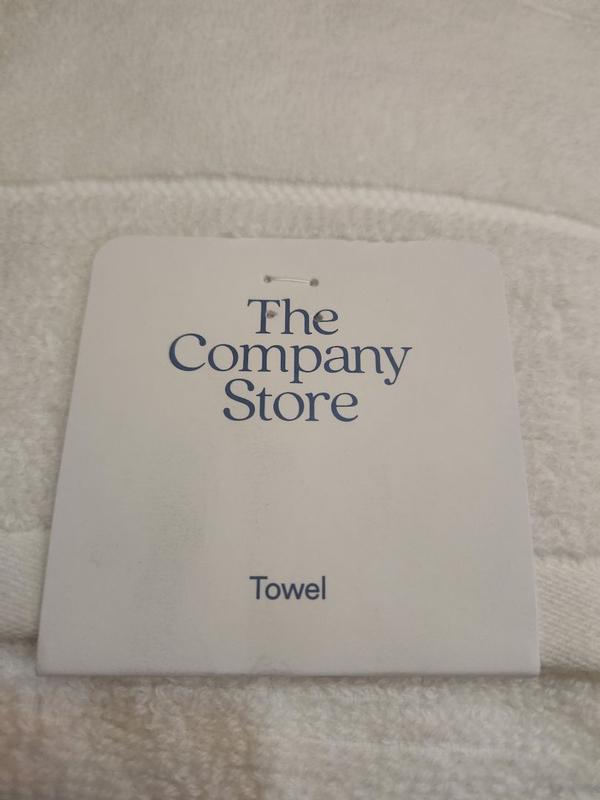 The
Company
Store
Towel